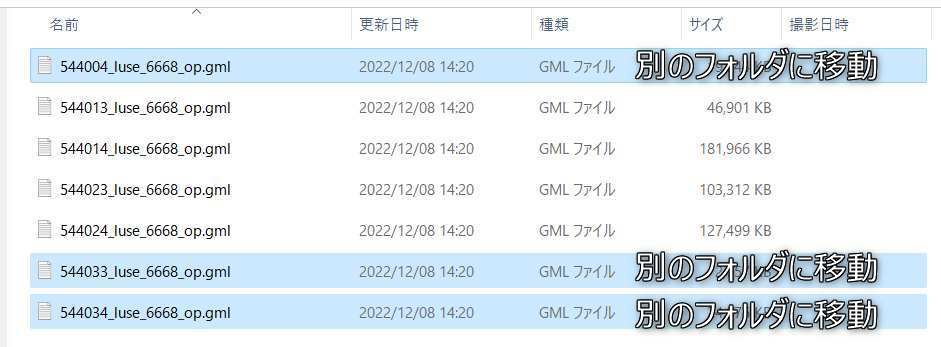 名前 更新日時 種類 サイズ 撮影日時
544004_luse_6668_op.gml 2022/12/08 14:20 GML ファイル 別のフォルダに移動
544013_luse_6668_op.gml 2022/12/08 14:20 GML ファイル 46,901 KB
544014_luse_6668_op.gml 2022/12/08 14:20 GML ファイル 181,966 KB
544023_luse_6668_op.gml 2022/12/08 14:20 GML ファイル 103,312 KB
544024_luse_6668_op.gml 2022/12/08 14:20 GML ファイル 127,499 KB
544033_luse_6668_op.gml 2022/12/08 14:20 GML ファイル 別のフォルダに移動
544034_luse_6668_op.gml 2022/12/08 14:20 GML ファイル 別のフォルダに移動